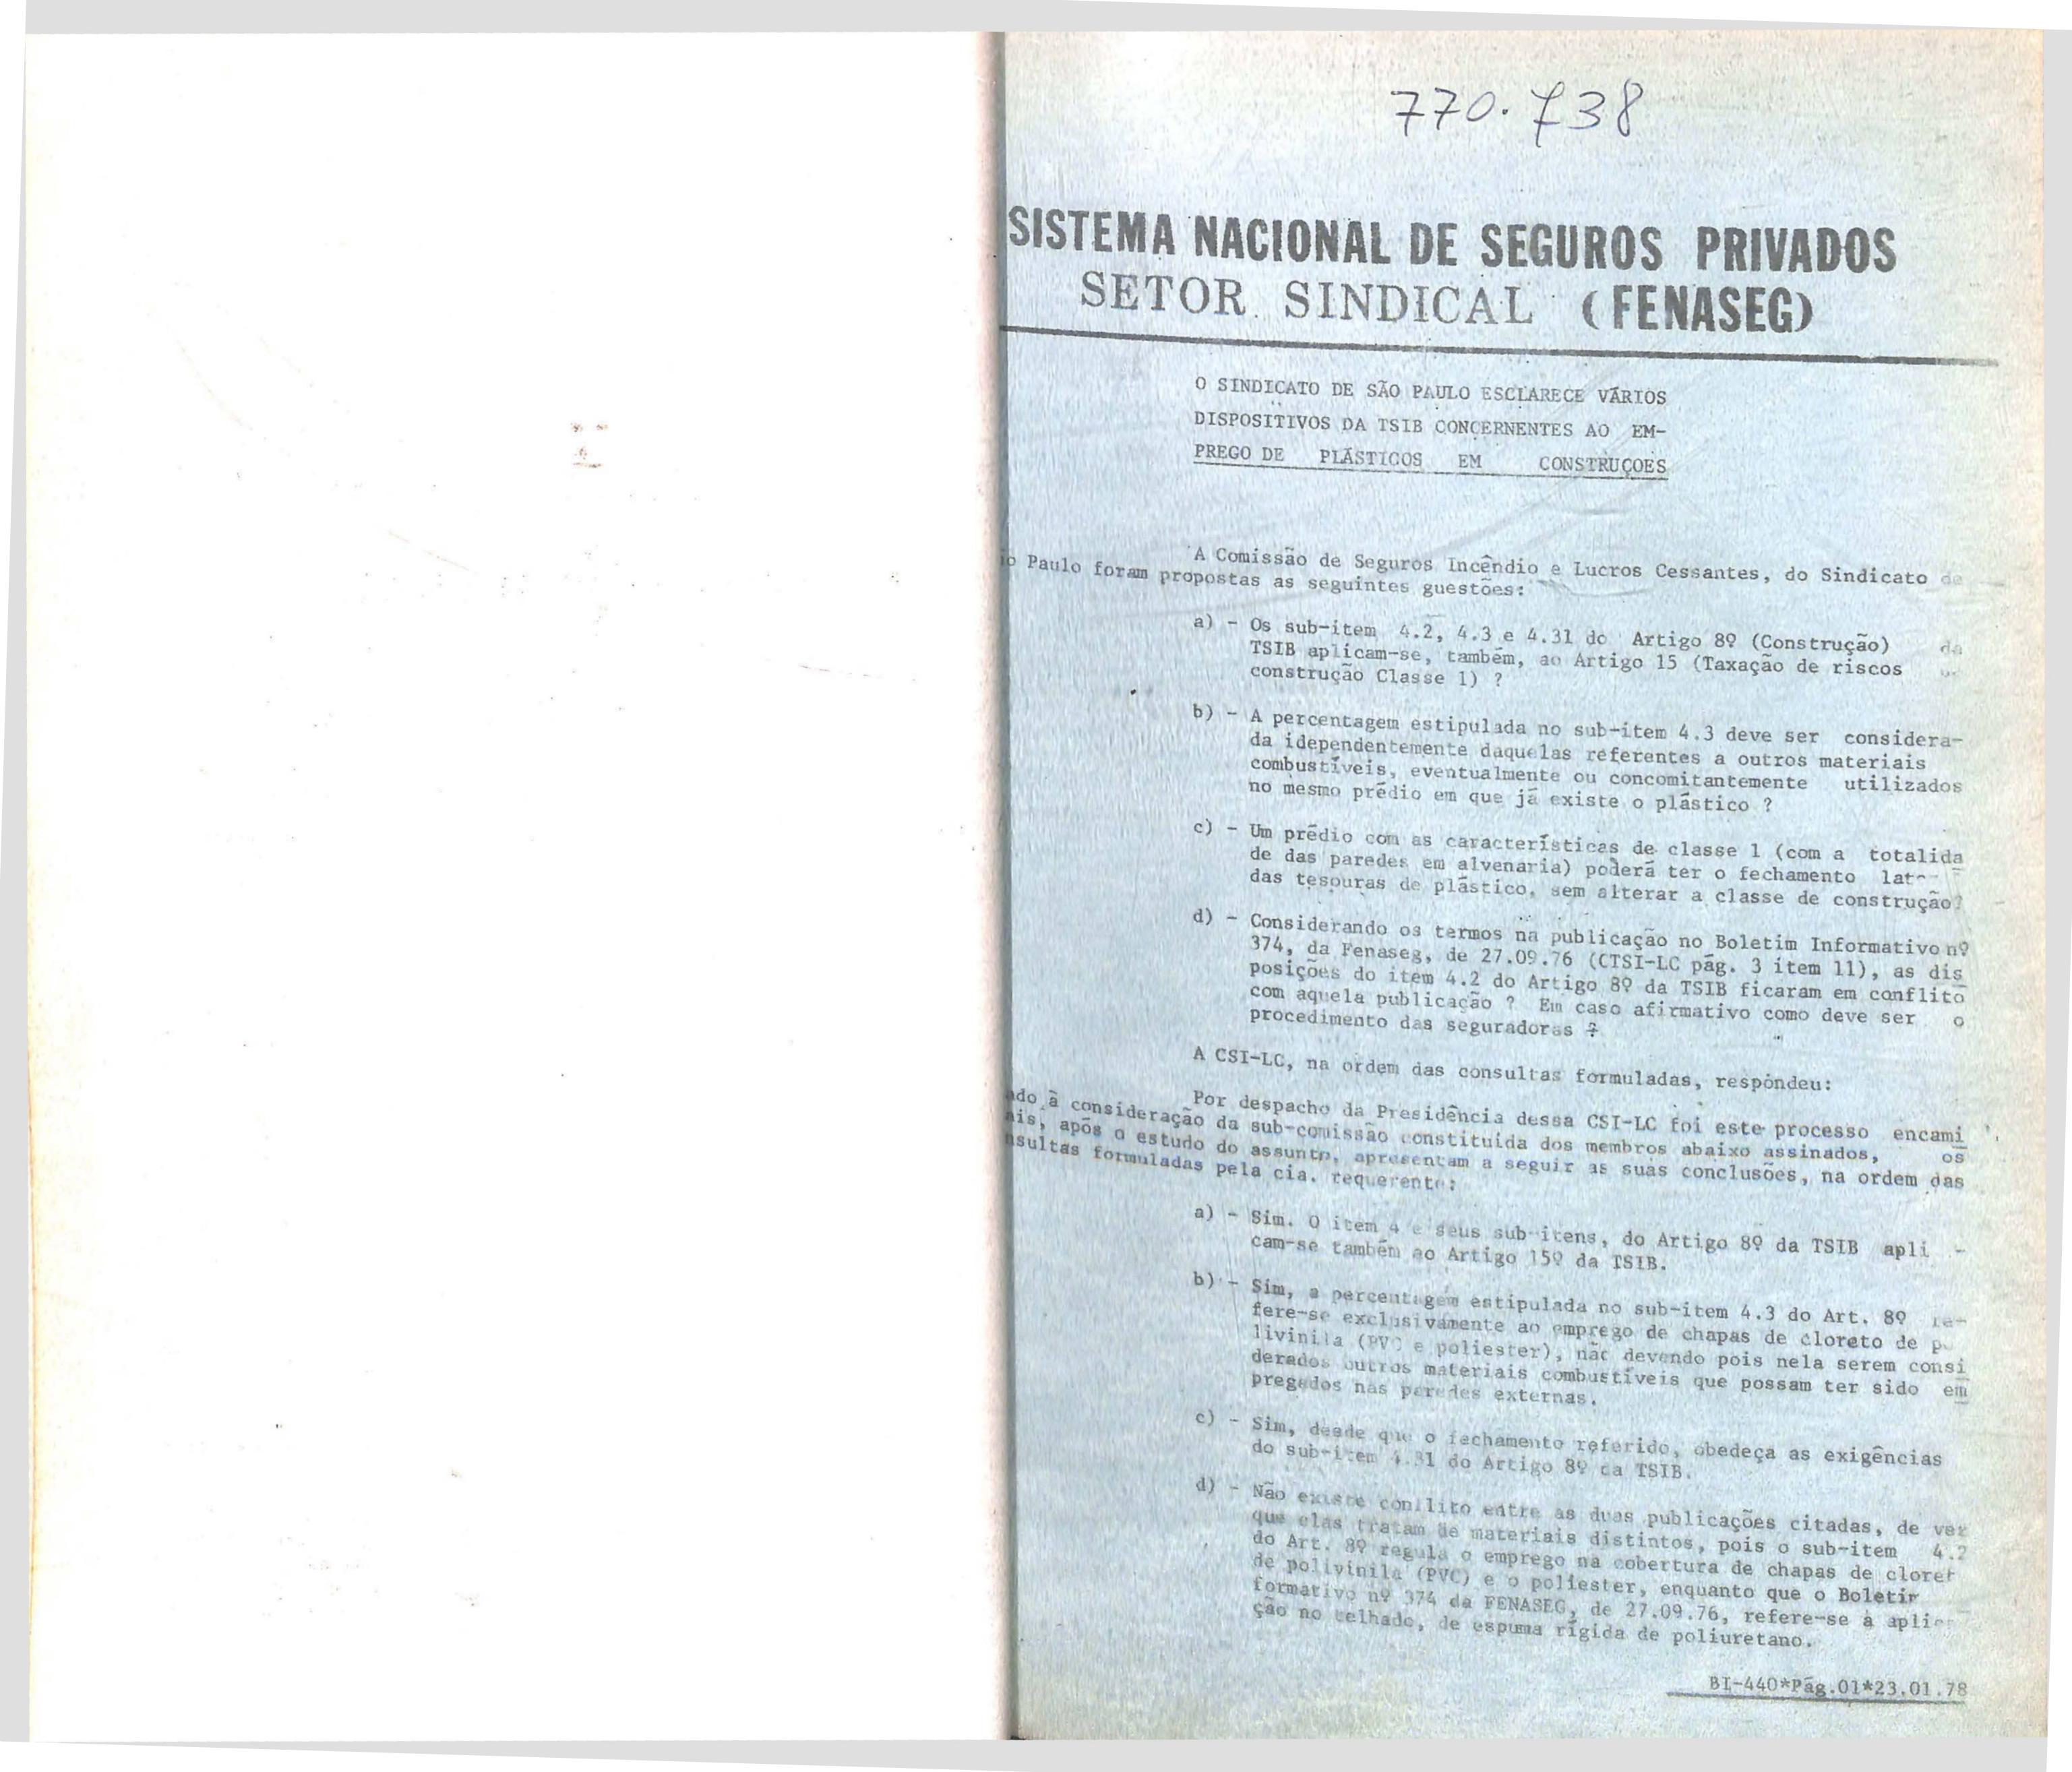 770.738
SISTEMA NACIONAL DE SEGUROS PRIVADOS
SETOR SINDICAL (FENASEG)
O SINDICATO DE SÃO PAULO ESCLARECE VÁRIOS
DISPOSITIVOS DA TSIB CONCERNENTES AO EM-
PREGO DE PLÁSTICOS EM CONSTRUÇOES
A Comissão de Seguros Incêndio e Lucros Cessantes, do Sindicato de
o Paulo foram propostas as seguintes guestões:
a) - Os sub-item 4.2, 4.3 e 4.31 do Artigo 8º (Construção) da
TSIB aplicam-se, também, ao Artigo 15 (Taxação de riscos
construção Classe 1) ?
b) - A percentagem estipulada no sub-item 4.3 deve ser considera-
da idependentemente daquelas referentes a outros materiais
combustíveis, eventualmente ou concomitantemente utilizados
no mesmo prédio em que já existe o plástico ?
c) - Um prédio com as características de classe 1 (com a totalida
de das paredes em alvenaria) poderá ter o fechamento
das tesouras de plástico, sem alterar a classe de construção?
d) - Considerando os termos na publicação no Boletim Informativo nº
374, da Fenaseg, de 27.09.76 (CTSI-LC pág. 3 item 11), as dis
posições do item 4.2 do Artigo 8º da TSIB ficaram em conflito
com aquela publicação ? Em caso afirmativo como deve ser o
procedimento das seguradoras ?
A CSI-LC, na ordem das consultas formuladas, respondeu:
Por despacho da Presidência dessa CSI-LC foi este processo encami
ado à consideração da sub-comissão constituída dos membros abaixo assinados, os
ais, após o estudo do assunto, apresentam a seguir as suas conclusões, na ordem das
nsultas formuladas pela cia. requerente:
a) - Sim. O item 4 e seus sub-itens, do Artigo 8º da TSIB apli -
cam-se também ao Artigo 15º da TSIB.
b) - Sim, a percentagem estipulada no sub-item 4.3 do Art. 8º re-
fere-se exclusivamente ao emprego de chapas de cloreto de po
livinila (PVC e poliester), não devendo pois nela serem consi
derados outros materiais combustíveis que possam ter sido em
pregados nas paredes externas.
c) - Sim, desde que o fechamento referido, obedeça as exigências
do sub-item 4.31 do Artigo 8º da TSIB.
d) - Não existe conflito entre as duas publicações citadas, de vez
que elas tratam de materiais distintos, pois o sub-item 4.2
do Art. 8º regula o emprego na cobertura de chapas de cloret
de polivinila (PVC) e o poliester, enquanto que o Boletir
formativo nº 374 da FENASEG, de 27.09.76, refere-se à aplic
ção no telhado, de espuma rígida de poliuretano.
BI-440*Pág.01*23.01.78